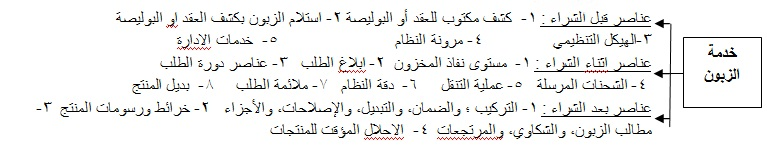 عناصر قبل الشراء : ١- كشف مكتوب للعقد أو البوليصة ٢- استلام الزبون بكشف العقد او البوليصة
٣-الهيكل التنظيمي ٤- مرونة النظام ٥- خدمات الادارة
عناصر اثناء الشراء : ١- مستوى نفاذ المخزون ٢- ابلاغ الطلب ٣- عناصر دورة الطلب
٤- الشحنات المرسلة ٥- عملية التنقل ٦- دقة النظام ٧- ملائمة الطلب ٨- بديل المنتج
عناصر بعد الشراء : ١- التركيب ؛ والضمان، والتبديل، والإصلاحات، والأجزاء ٢- خرائط ورسومات المنتج ٣-
مطالب الزبون، والشكاوي، والمرتجعات ٤- الإحلال المؤقت للمنتجات
خدمة
الزبون